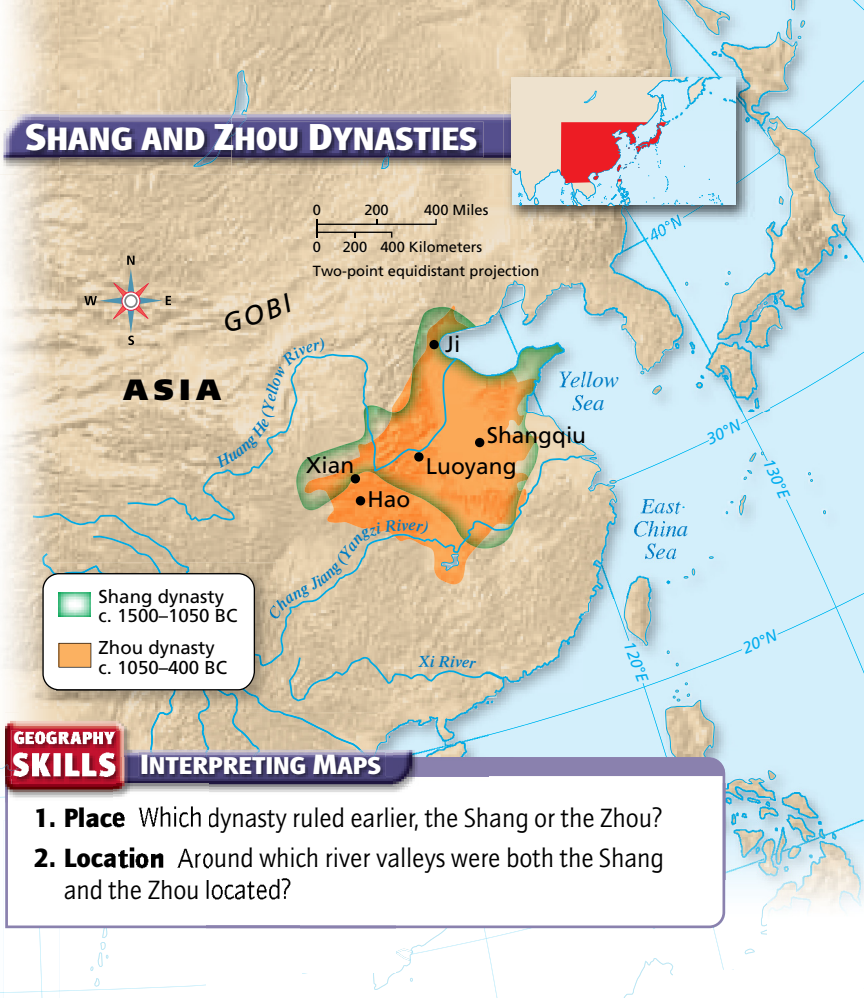 SHANG AND ZHOU DYNASTIES
0 200 400 Miles
0 200 400 Kilometers
Two-point equidistant projection
N
W E
S
GOBI
ASIA
Huang He (Yellow River)
Ji
Yellow
Sea
Shangqiu
Xian
Luoyang
Hao
Chang Jiang (Yangzi River)
East
China
Sea
40°N
30°N
130°E
20°N
120°E
Xi River
Shang dynasty
c. 1500–1050 BC
Zhou dynasty
c. 1050–400 BC
GEOGRAPHY
SKILLS
INTERPRETING MAPS
1. Place Which dynasty ruled earlier, the Shang or the Zhou?
2. Location Around which river valleys were both the Shang
and the Zhou located?